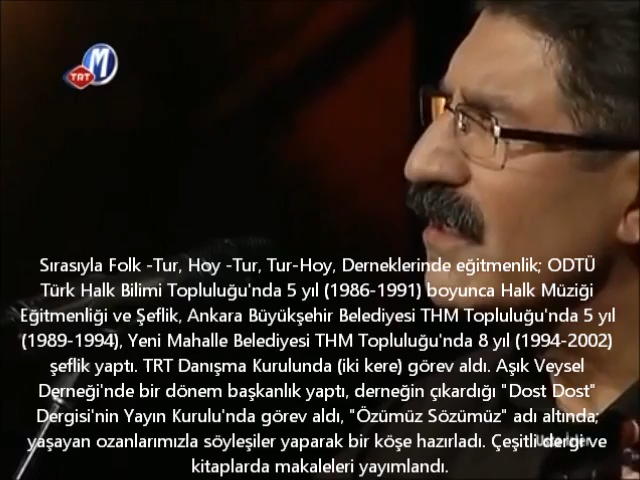 TRT M
Sırasıyla Folk -Tur, Hoy -Tur, Tur-Hoy, Derneklerinde eğitmenlik; ODTÜ
Türk Halk Bilimi Topluluğu'nda 5 yıl (1986-1991) boyunca Halk Müziği
Eğitmenliği ve Şeflik, Ankara Büyükşehir Belediyesi THM Topluluğu'nda 5 yıl
(1989-1994), Yeni Mahalle Belediyesi THM Topluluğu'nda 8 yıl (1994-2002)
şeflik yaptı. TRT Danışma Kurulunda (iki kere) görev aldı. Aşık Veysel
Derneği'nde bir dönem başkanlık yaptı, derneğin çıkardığı "Dost Dost"
Dergisi'nin Yayın Kurulu'nda görev aldı, "Özümüz Sözümüz" adı altında;
yaşayan ozanlarımızla söyleşiler yaparak bir köşe hazırladı. Çeşitli dergi ve
kitaplarda makaleleri yayımlandı.